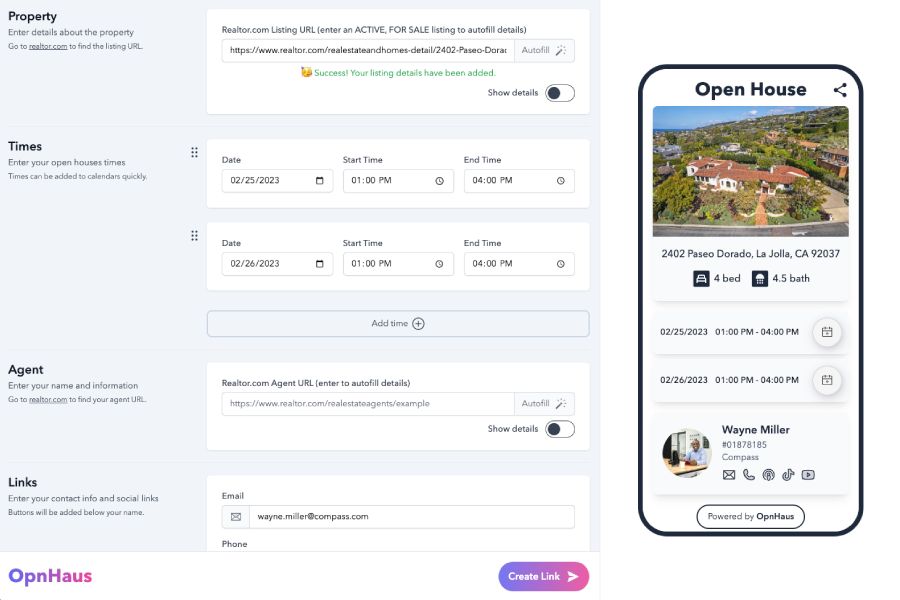 Property
Enter details about the property
Go to realtor.com to find the listing URL.
Realtor.com Listing URL (enter an ACTIVE, FOR SALE listing to autofill details)
https://www.realtor.com/realestateandhomes-detail/2402-Paseo-Dorac
Autofill
Success! Your listing details have been added.
Show details
Times
Enter your open houses times
Times can be added to calendars quickly.
Date Start Time End Time
02/25/2023 01:00 PM 04:00 PM
Date Start Time End Time
02/26/2023 01:00 PM 04:00 PM
Add time
Agent
Enter your name and information
Go to realtor.com to find your agent URL.
Realtor.com Agent URL (enter to autofill details)
https://www.realtor.com/realestateagents/example
Autofill
Show details
Links
Enter your contact info and social links
Buttons will be added below your name.
Email
wayne.miller@compass.com
Phone
OpnHaus
Create Link
Open House
2402 Paseo Dorado, La Jolla, CA 92037
4 bed 4.5 bath
02/25/2023 01:00 PM - 04:00 PM
02/26/2023 01:00 PM - 04:00 PM
Wayne Miller
#01878185
Compass
Powered by OpnHaus